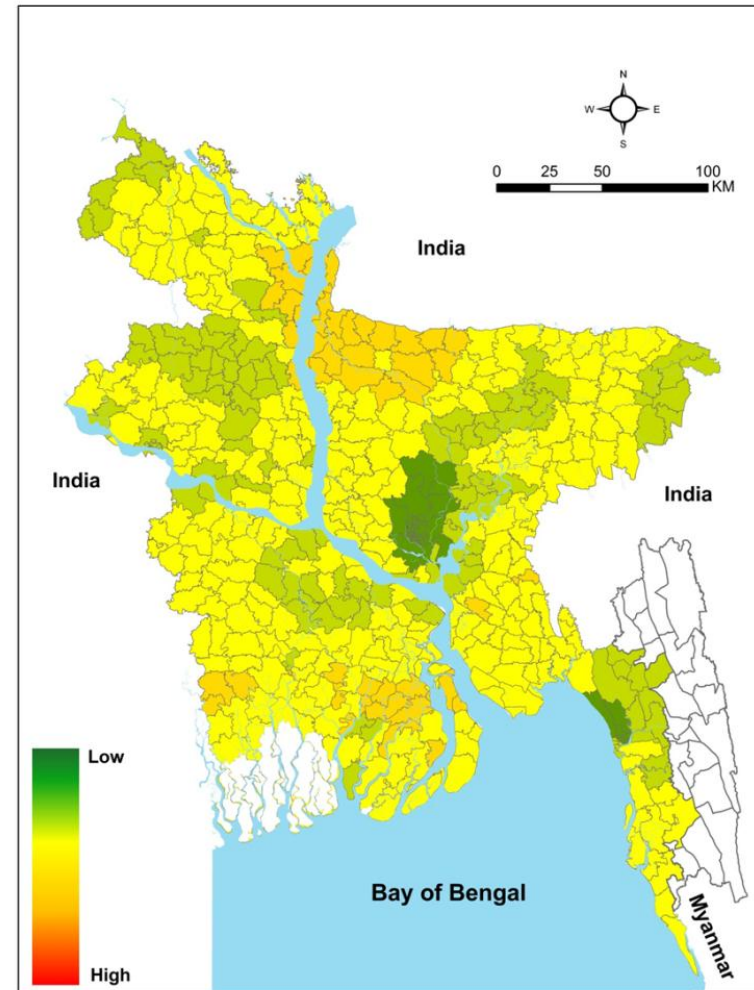 N
W E
S
0 25 50 100
KM
India
India
India
Low
High
Bay of Bengal
Myanmar